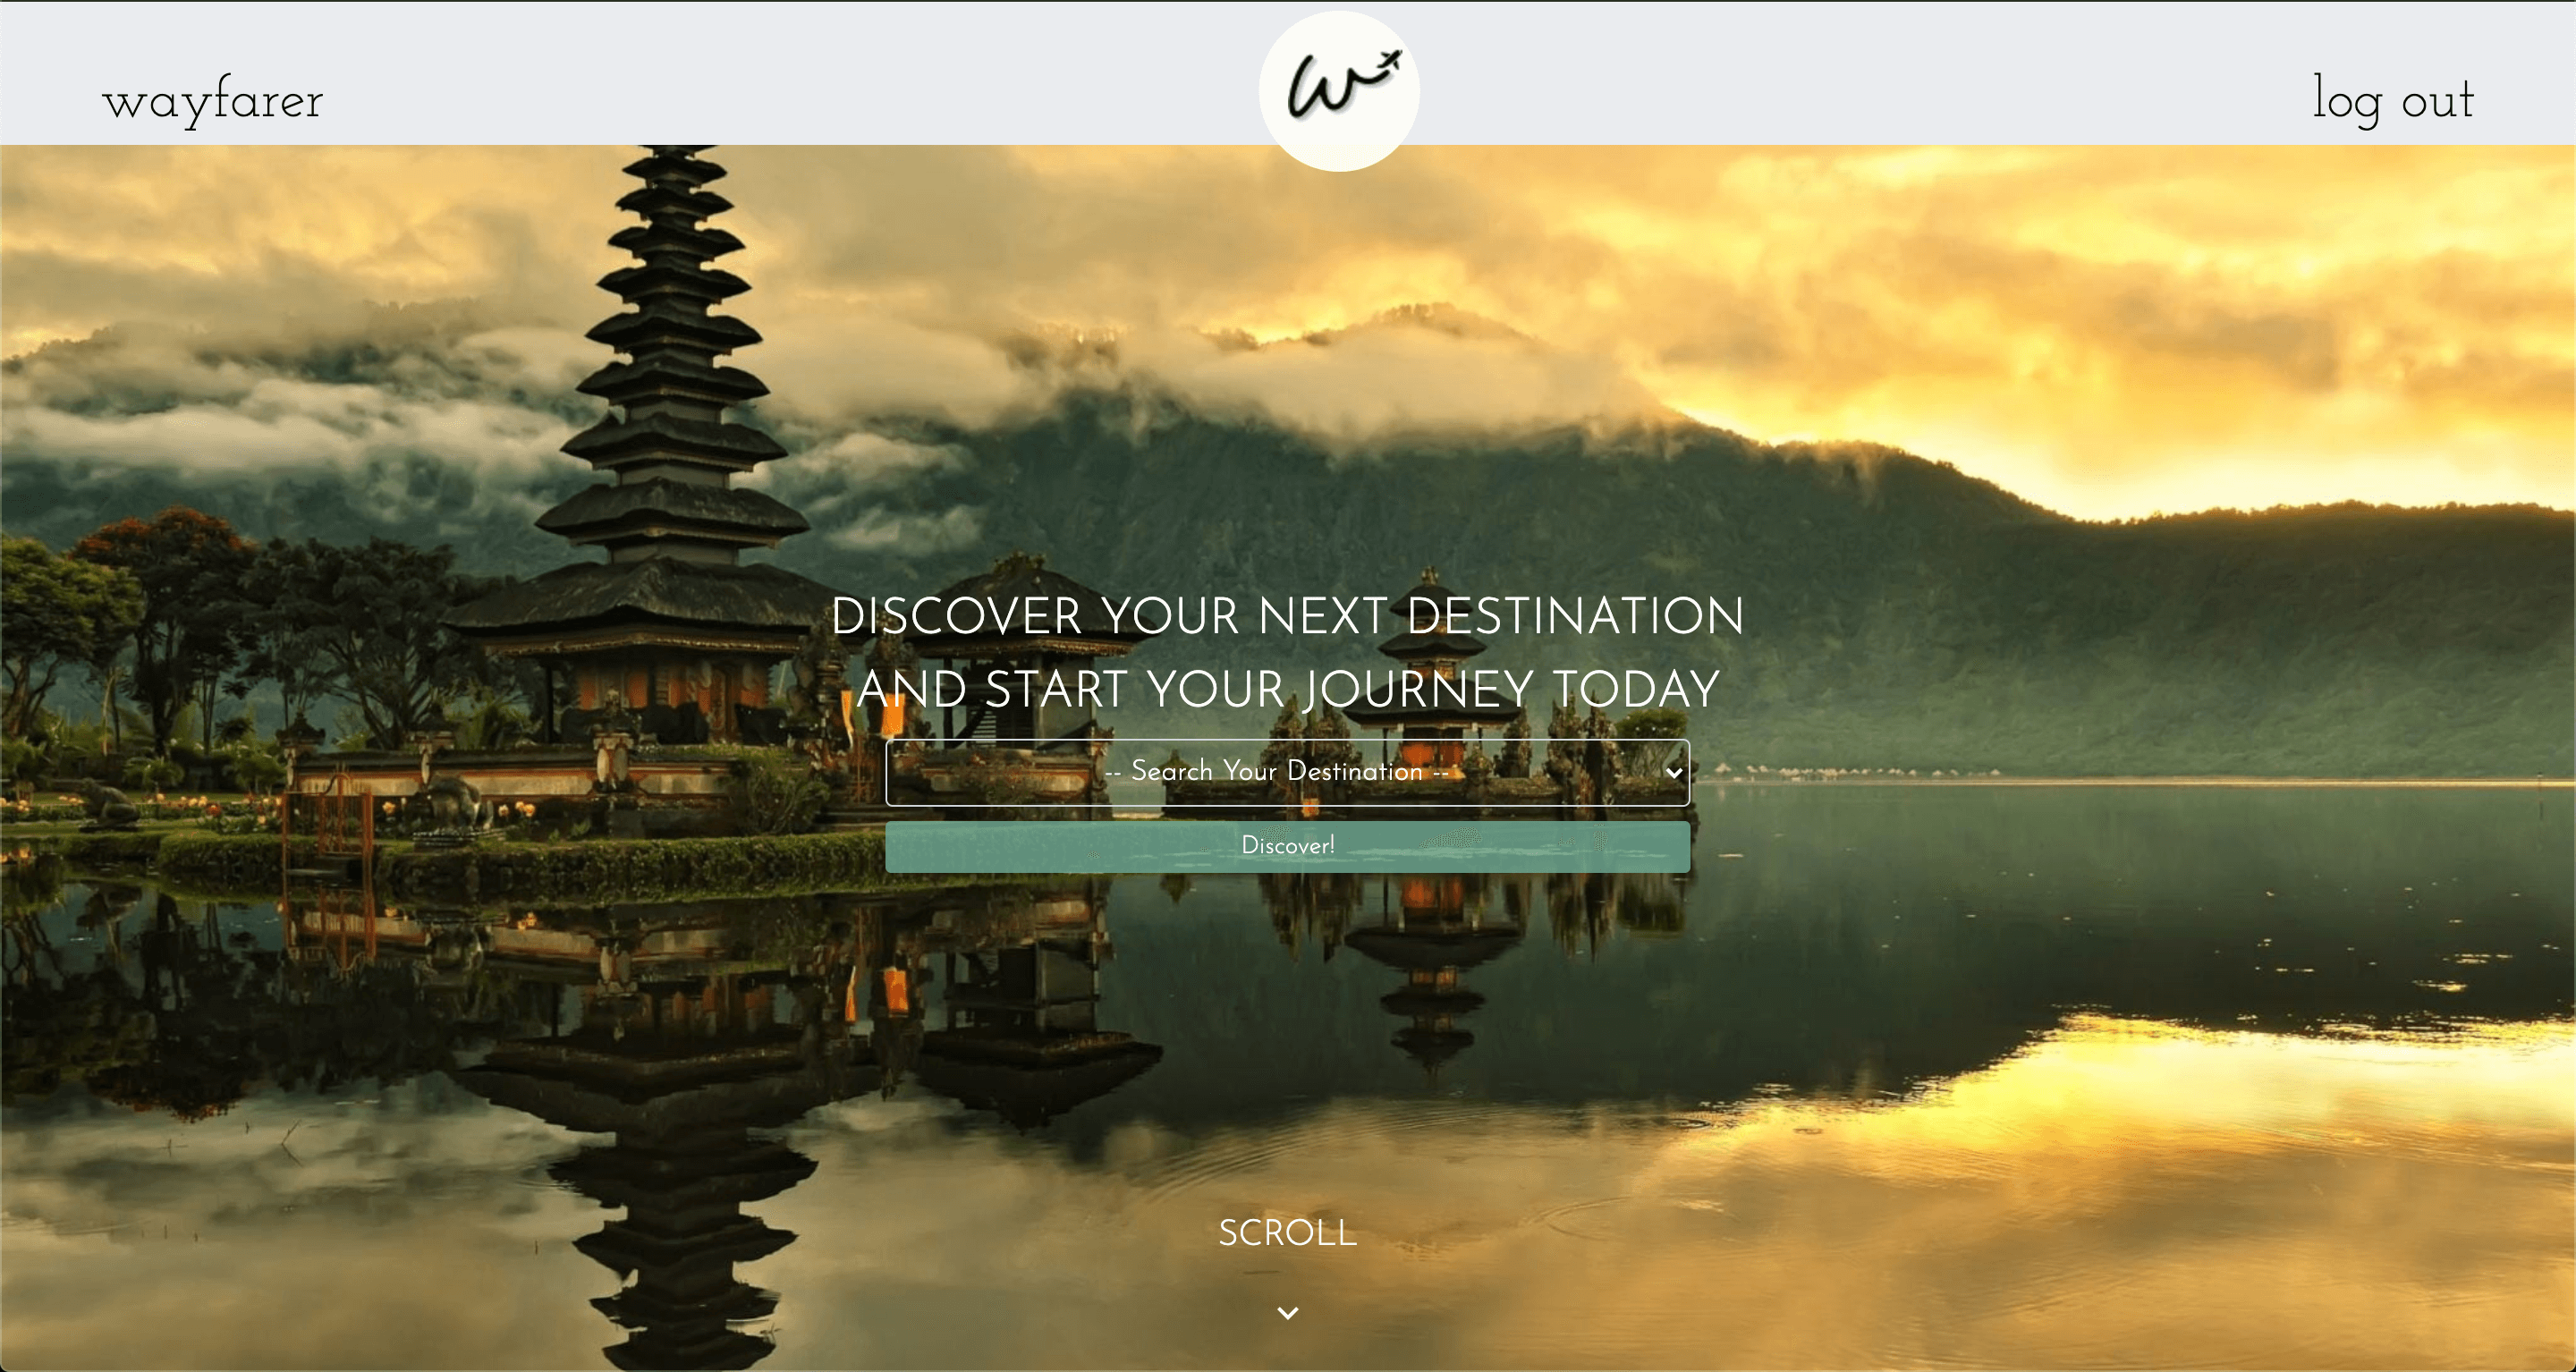 wayfarer
w
log out
DISCOVER YOUR NEXT DESTINATION
AND START YOUR JOURNEY TODAY
-- Search Your Destination --
Discover!
SCROLL